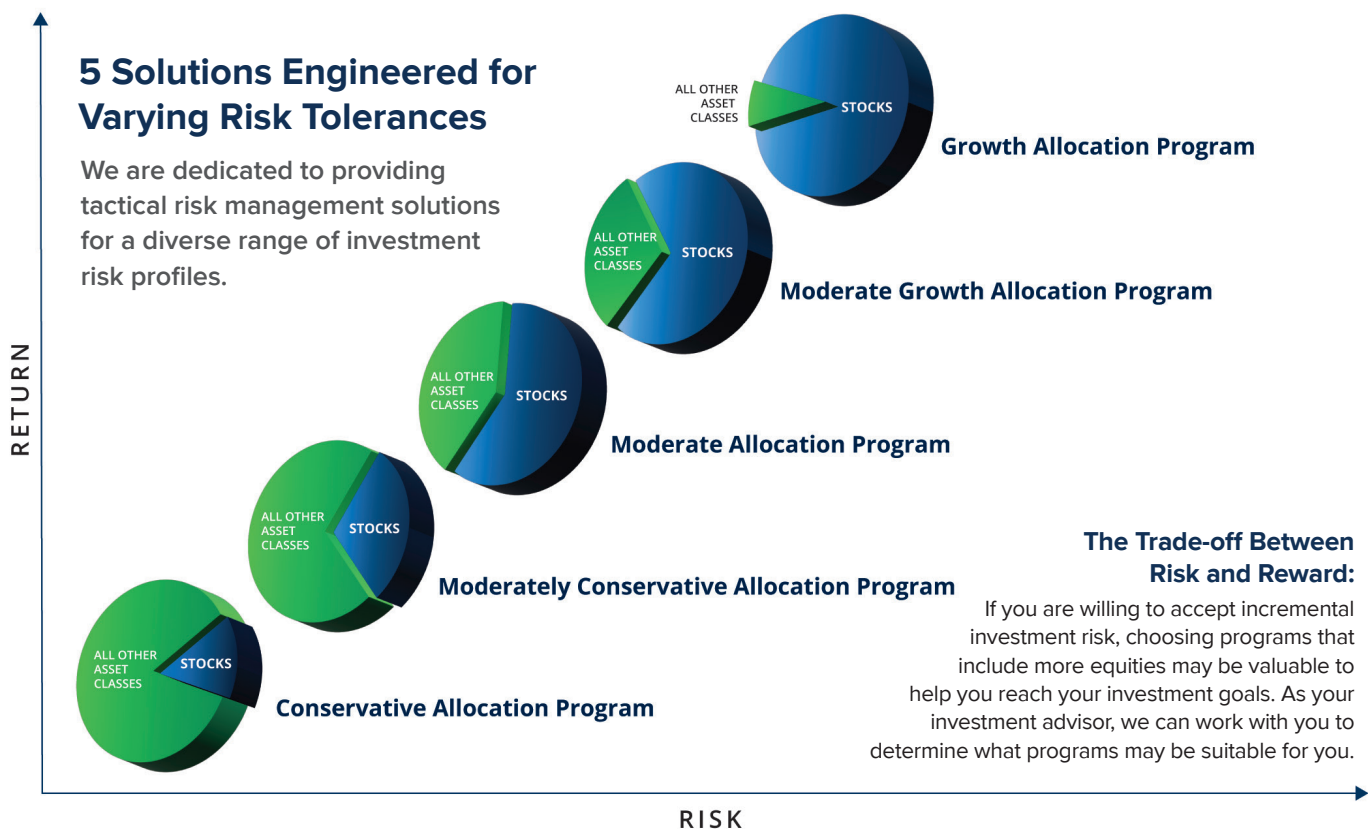 5 Solutions Engineered for
Varying Risk Tolerances
We are dedicated to providing
tactical risk management solutions
for a diverse range of investment
risk profiles.
ALL OTHER
ASSET
CLASSES
STOCKS
Growth Allocation Program
ALL OTHER
ASSET
CLASSES
STOCKS
Moderate Growth Allocation Program
ALL OTHER
ASSET
CLASSES
STOCKS
Moderate Allocation Program
ALL OTHER
ASSET
CLASSES
STOCKS
Moderately Conservative Allocation Program
ALL OTHER
ASSET
CLASSES
STOCKS
Conservative Allocation Program
The Trade-off Between
Risk and Reward:
If you are willing to accept incremental
investment risk, choosing programs that
include more equities may be valuable to
help you reach your investment goals. As your
investment advisor, we can work with you to
determine what programs may be suitable for you.
RETURN
RISK